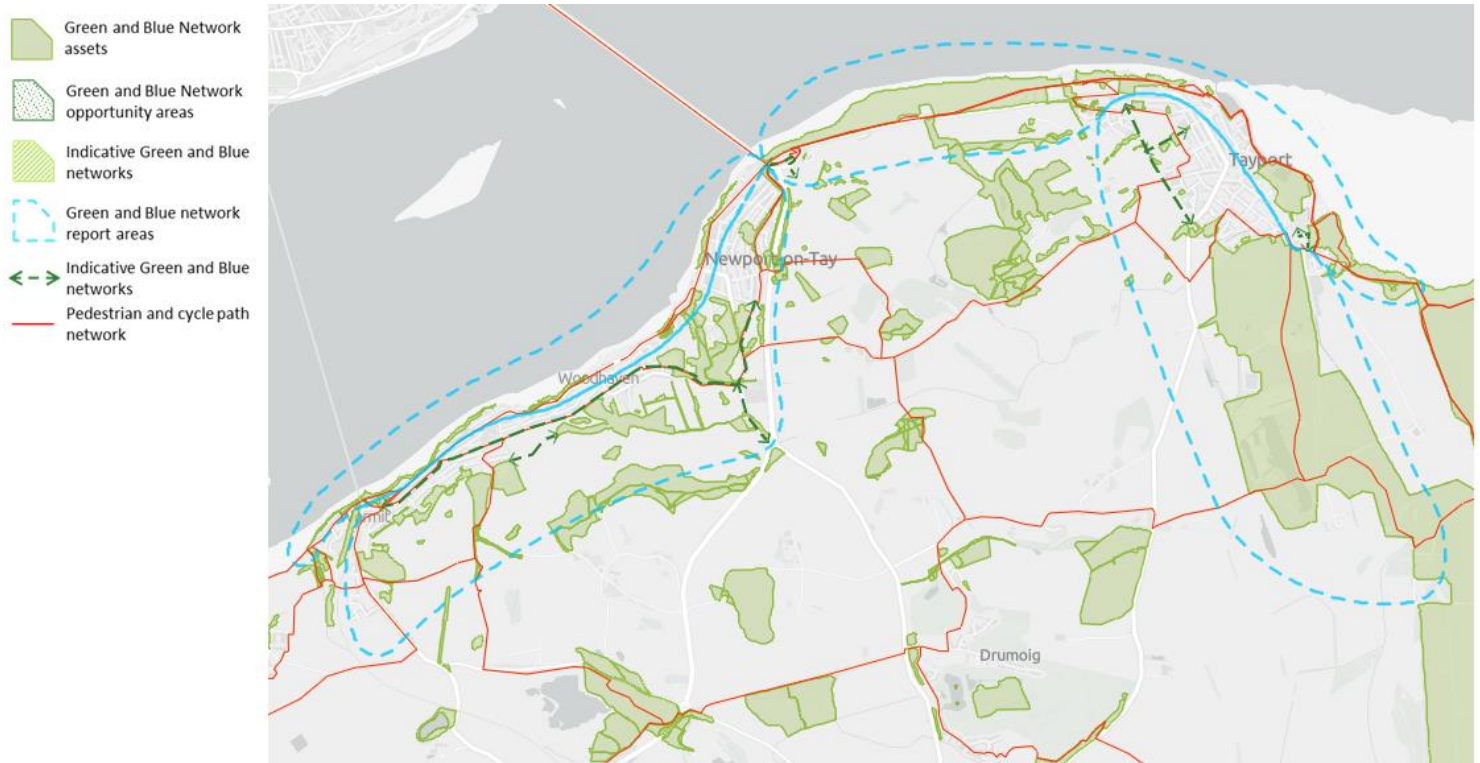 Green and Blue Network
assets
Green and Blue Network
opportunity areas
Indicative Green and Blue
networks
Green and Blue network
report areas
Indicative Green and Blue
networks
Pedestrian and cycle path
network
Tayport
Newport-on-Tay
Woodhaven
Wormit
Drumoig